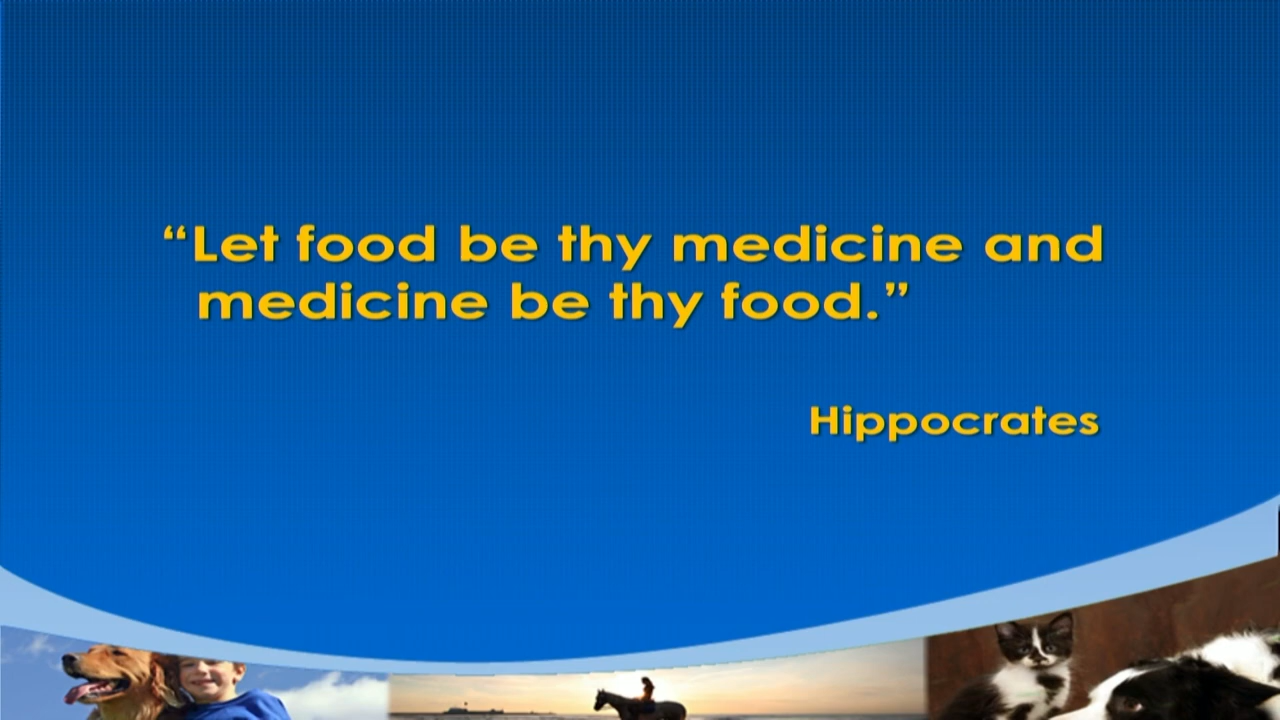 “Let food be thy medicine and
medicine be thy food.”
Hippocrates